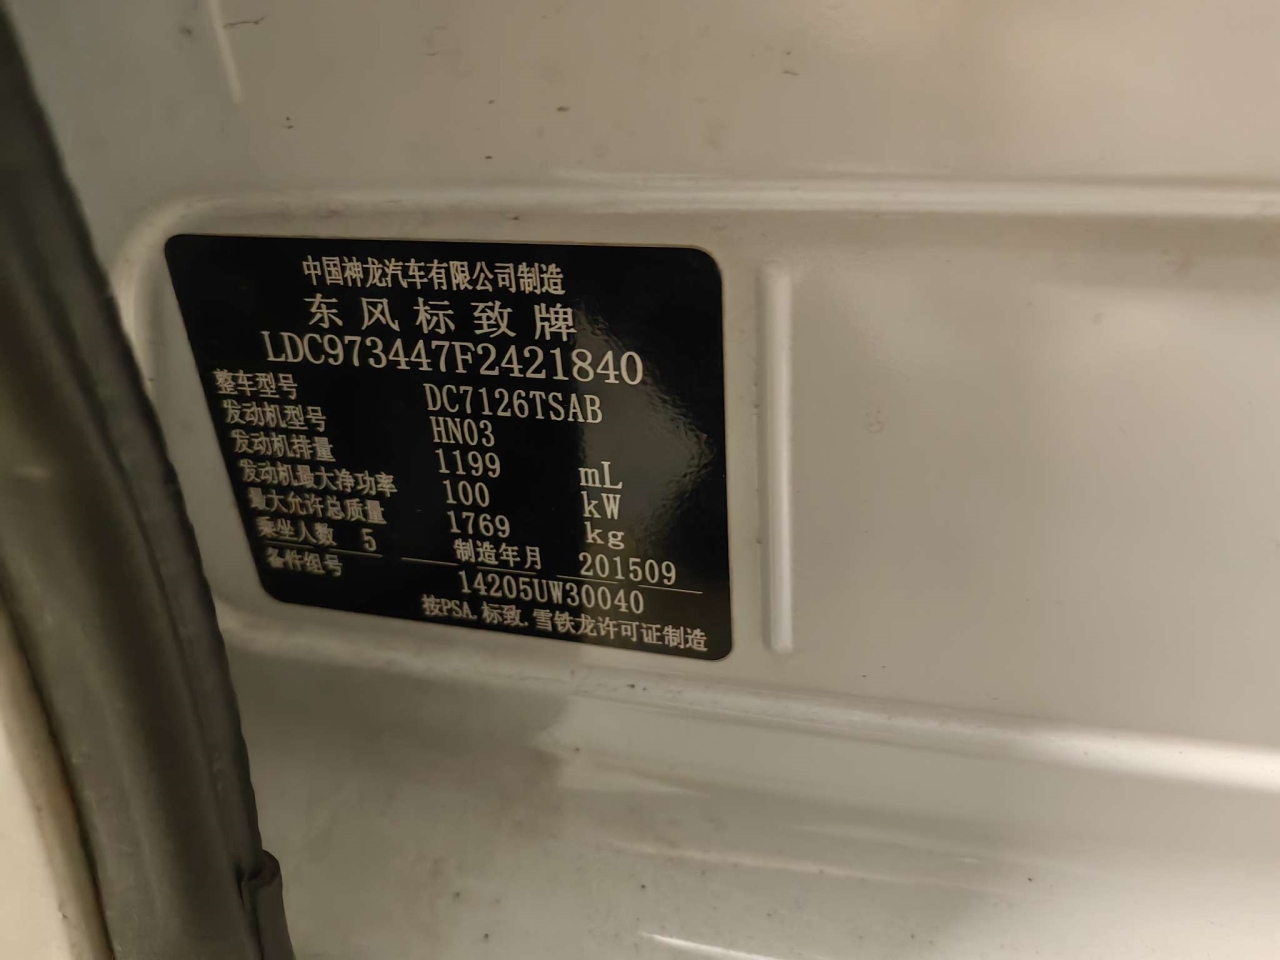 中国神龙汽车有限公司制造
东风标致牌
LDC973447F2421840
整车型号 DC7126TSAB
发动机型号 HN03
发动机排量 1199 mL
发动机最大净功率 100 kW
最大允许总质量 1769 kg
乘坐人数 5 制造年月 201509
备件组号 14205UW30040
按PSA.标致.雪铁龙许可证制造